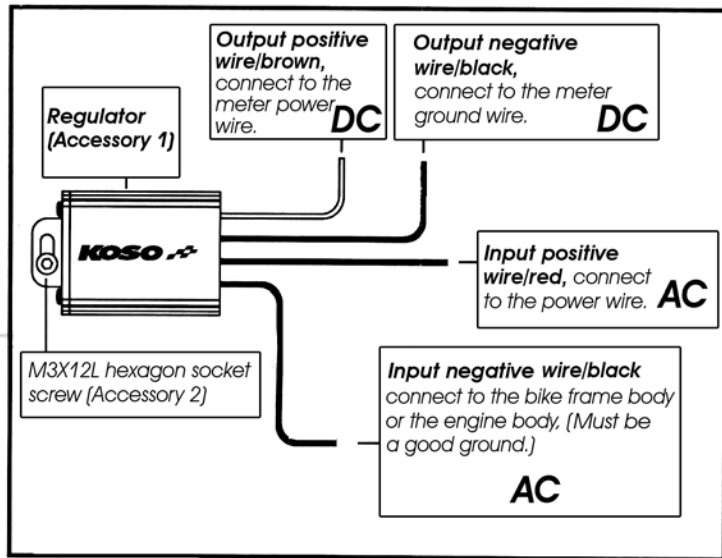 Output positive
wire/brown,
connect to the
meter power
wire.
DC
Output negative
wire/black,
connect to the meter
ground wire.
DC
Regulator
(Accessory 1)
KOSO
Input positive
wire/red, connect
to the power wire.
AC
M3X12L hexagon socket
screw (Accessory 2)
Input negative wire/black
connect to the bike frame body
or the engine body, (Must be
a good ground.)
AC